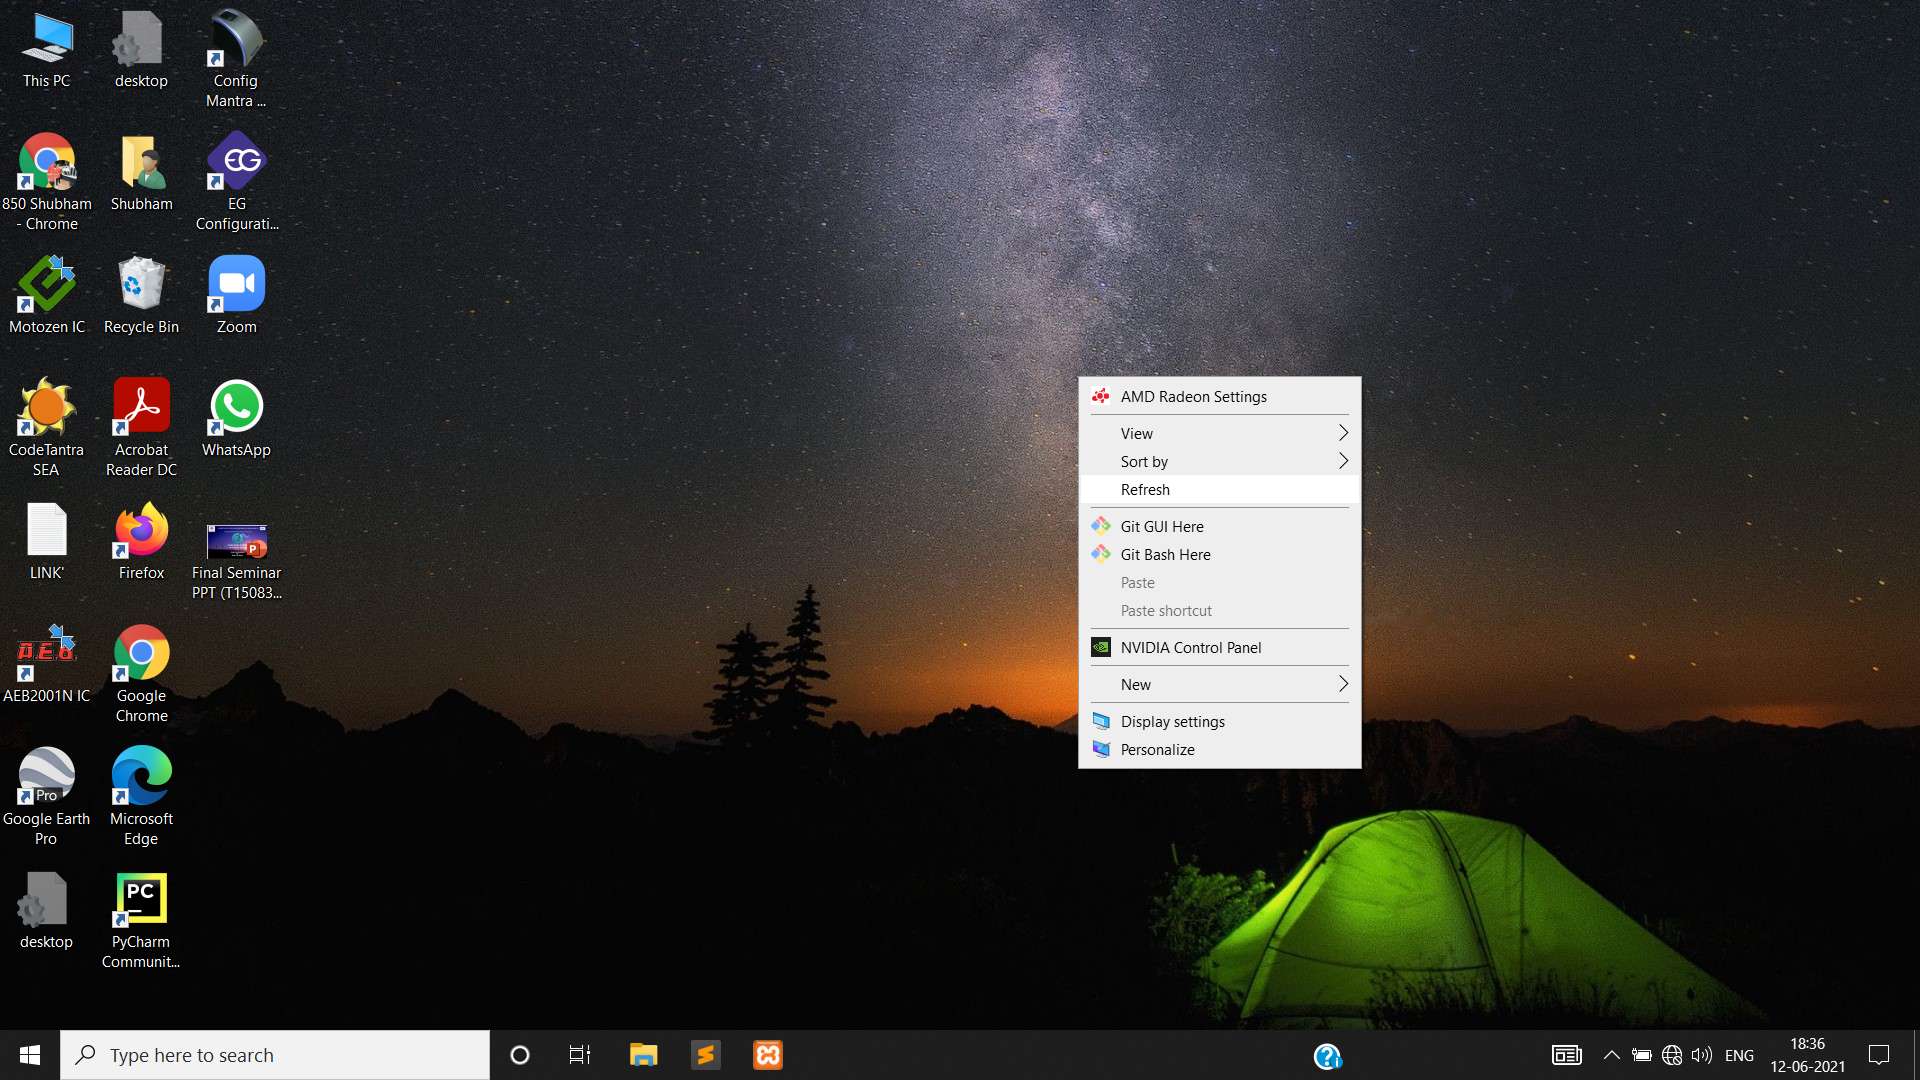 This PC
desktop
Config
Mantra ...
850 Shubham
- Chrome
Shubham
EG
EG
Configurati...
Motozen IC
Recycle Bin
Zoom
CodeTantra
SEA
Acrobat
Reader DC
WhatsApp
LINK'
Firefox
P
Final Seminar
PPT (T15083...
AEB
AEB2001N IC
Google
Chrome
Pro
Google Earth
Pro
Microsoft
Edge
desktop
PC
PyCharm
Communit...
AMD Radeon Settings
View
Sort by
Refresh
Git GUI Here
Git Bash Here
Paste
Paste shortcut
NVIDIA Control Panel
New
Display settings
Personalize
Type here to search
ENG
18:36
12-06-2021